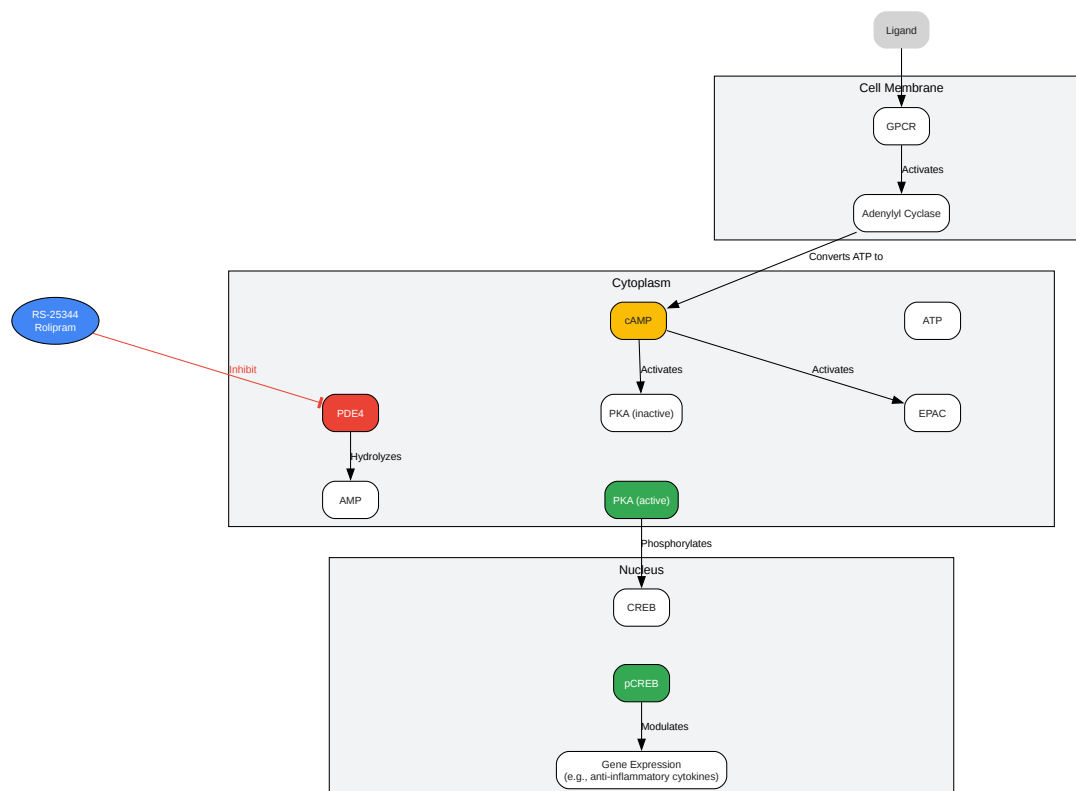 Ligand
Cell Membrane
GPCR
Activates
Adenylyl Cyclase
Converts ATP to
Cytoplasm
RS-25344
Rolipram
cAMP
ATP
Inhibit
Activates
Activates
PDE4
PKA (inactive)
EPAC
Hydrolyzes
AMP
PKA (active)
Phosphorylates
Nucleus
CREB
pCREB
Modulates
Gene Expression
(e.g., anti-inflammatory cytokines)